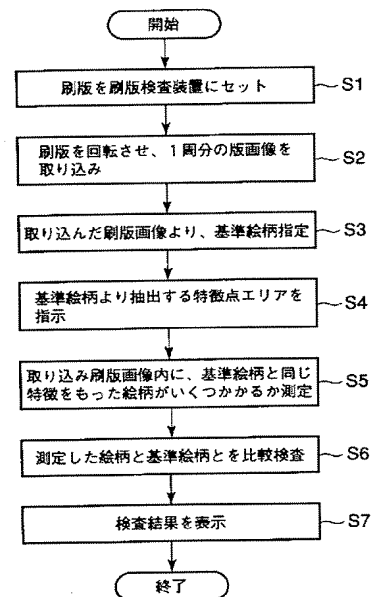 開始
刷版を刷版検査装置にセット
S1
刷版を回転させ、1周分の版画像を
取り込み
S2
取り込んだ刷版画像より、基準絵柄指定
S3
基準絵柄より抽出する特徴点エリアを
指示
S4
取り込み刷版画像内に、基準絵柄と同じ
特徴をもった絵柄がいくつかかるか測定
S5
測定した絵柄と基準絵柄とを比較検査
S6
検査結果を表示
S7
終了